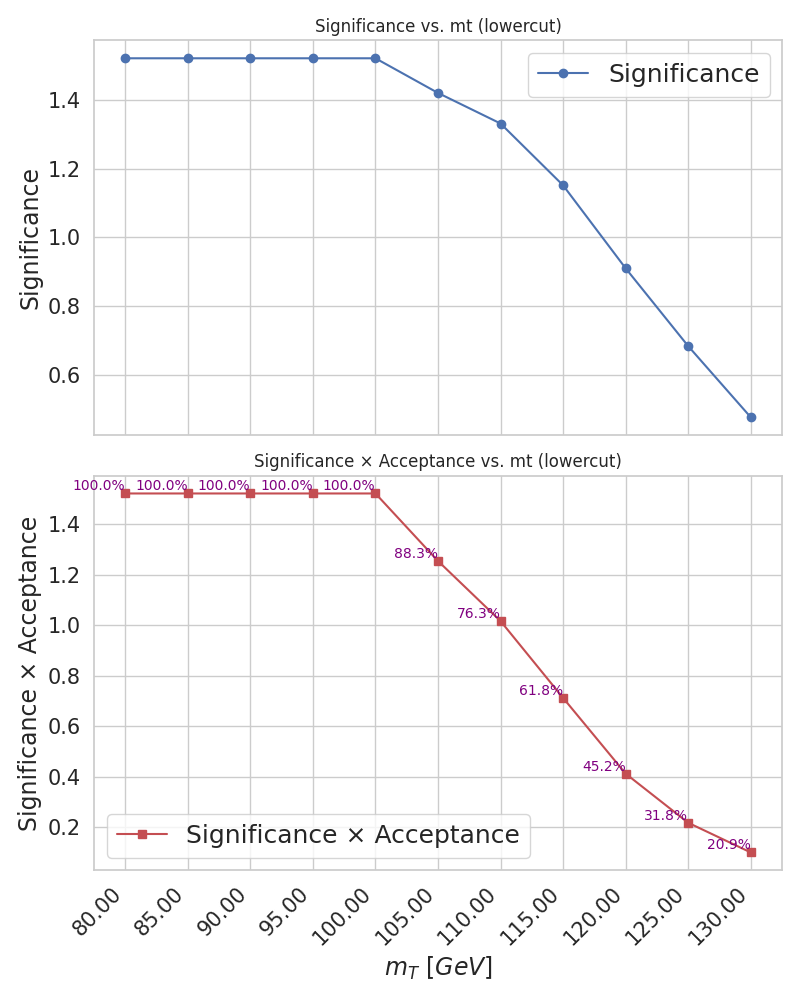 Significance vs. mt (lowercut)
Significance
1.4
1.2
1.0
0.8
0.6
Significance
Significance × Acceptance vs. mt (lowercut)
100.0% 100.0% 100.0% 100.0% 100.0%
88.3%
76.3%
61.8%
45.2%
31.8%
20.9%
1.4
1.2
1.0
0.8
0.6
0.4
0.2
Significance × Acceptance
Significance × Acceptance
80.00 85.00 90.00 95.00 100.00 105.00 110.00 115.00 120.00 125.00 130.00
m_T [GeV]